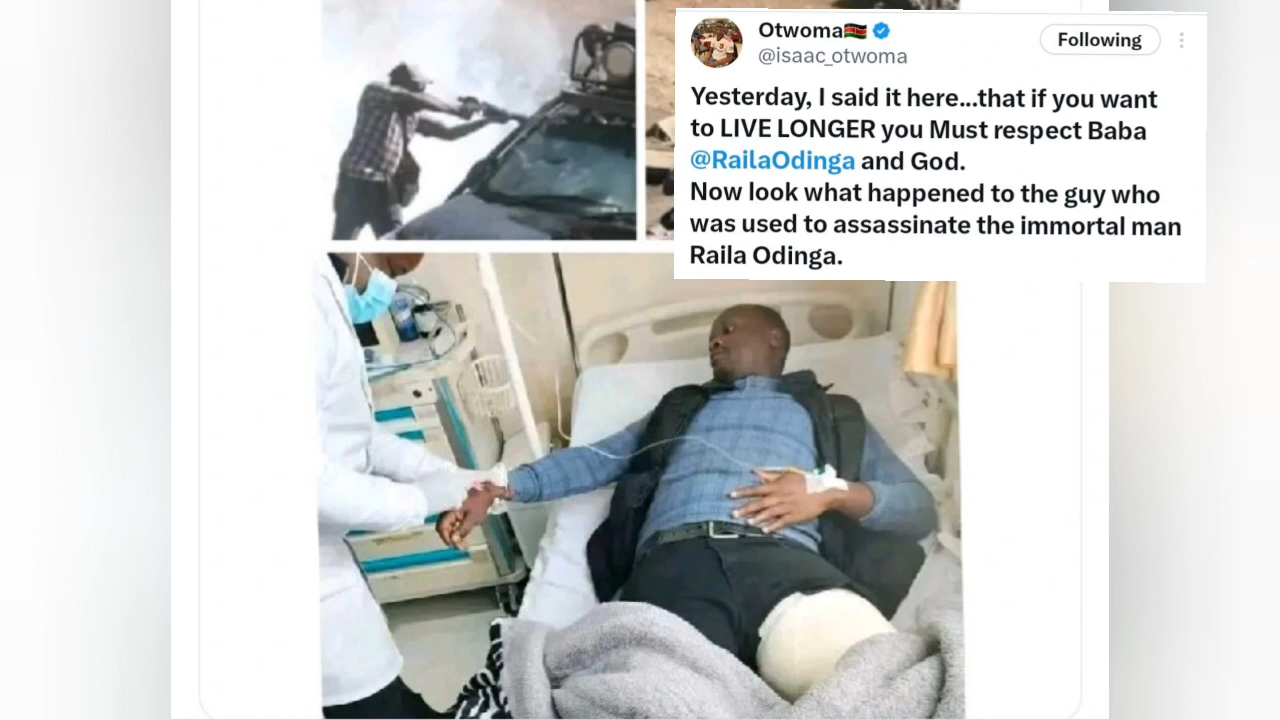 Otwoma🇰🇪
Following
@isaac_otwoma
Yesterday, I said it here...that if you want
to LIVE LONGER you Must respect Baba
@RailaOdinga and God.
Now look what happened to the guy who
was used to assassinate the immortal man
Raila Odinga.